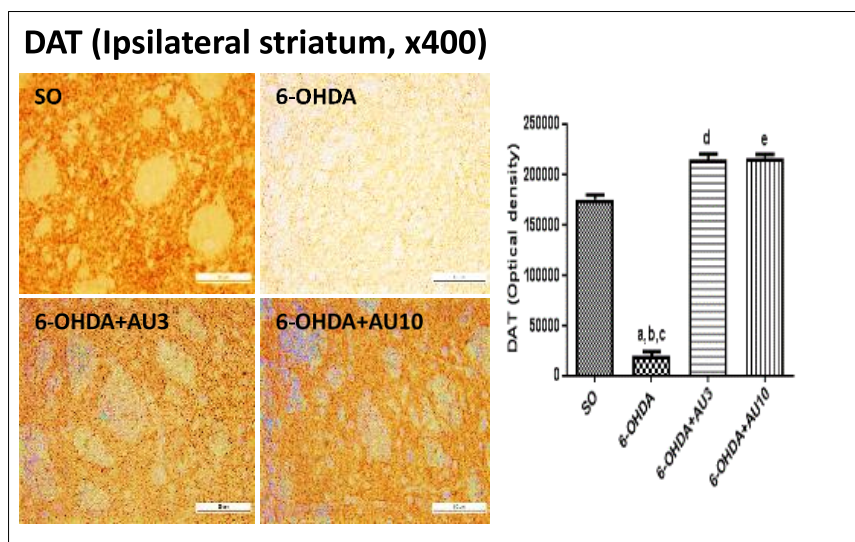 DAT (Ipsilateral striatum, x400)
SO
6-OHDA
6-OHDA+AU3
6-OHDA+AU10
DAT (Optical density)
250000
200000
150000
100000
50000
0
a,b,c
d
e
SO
6-OHDA
6-OHDA+AU3
6-OHDA+AU10